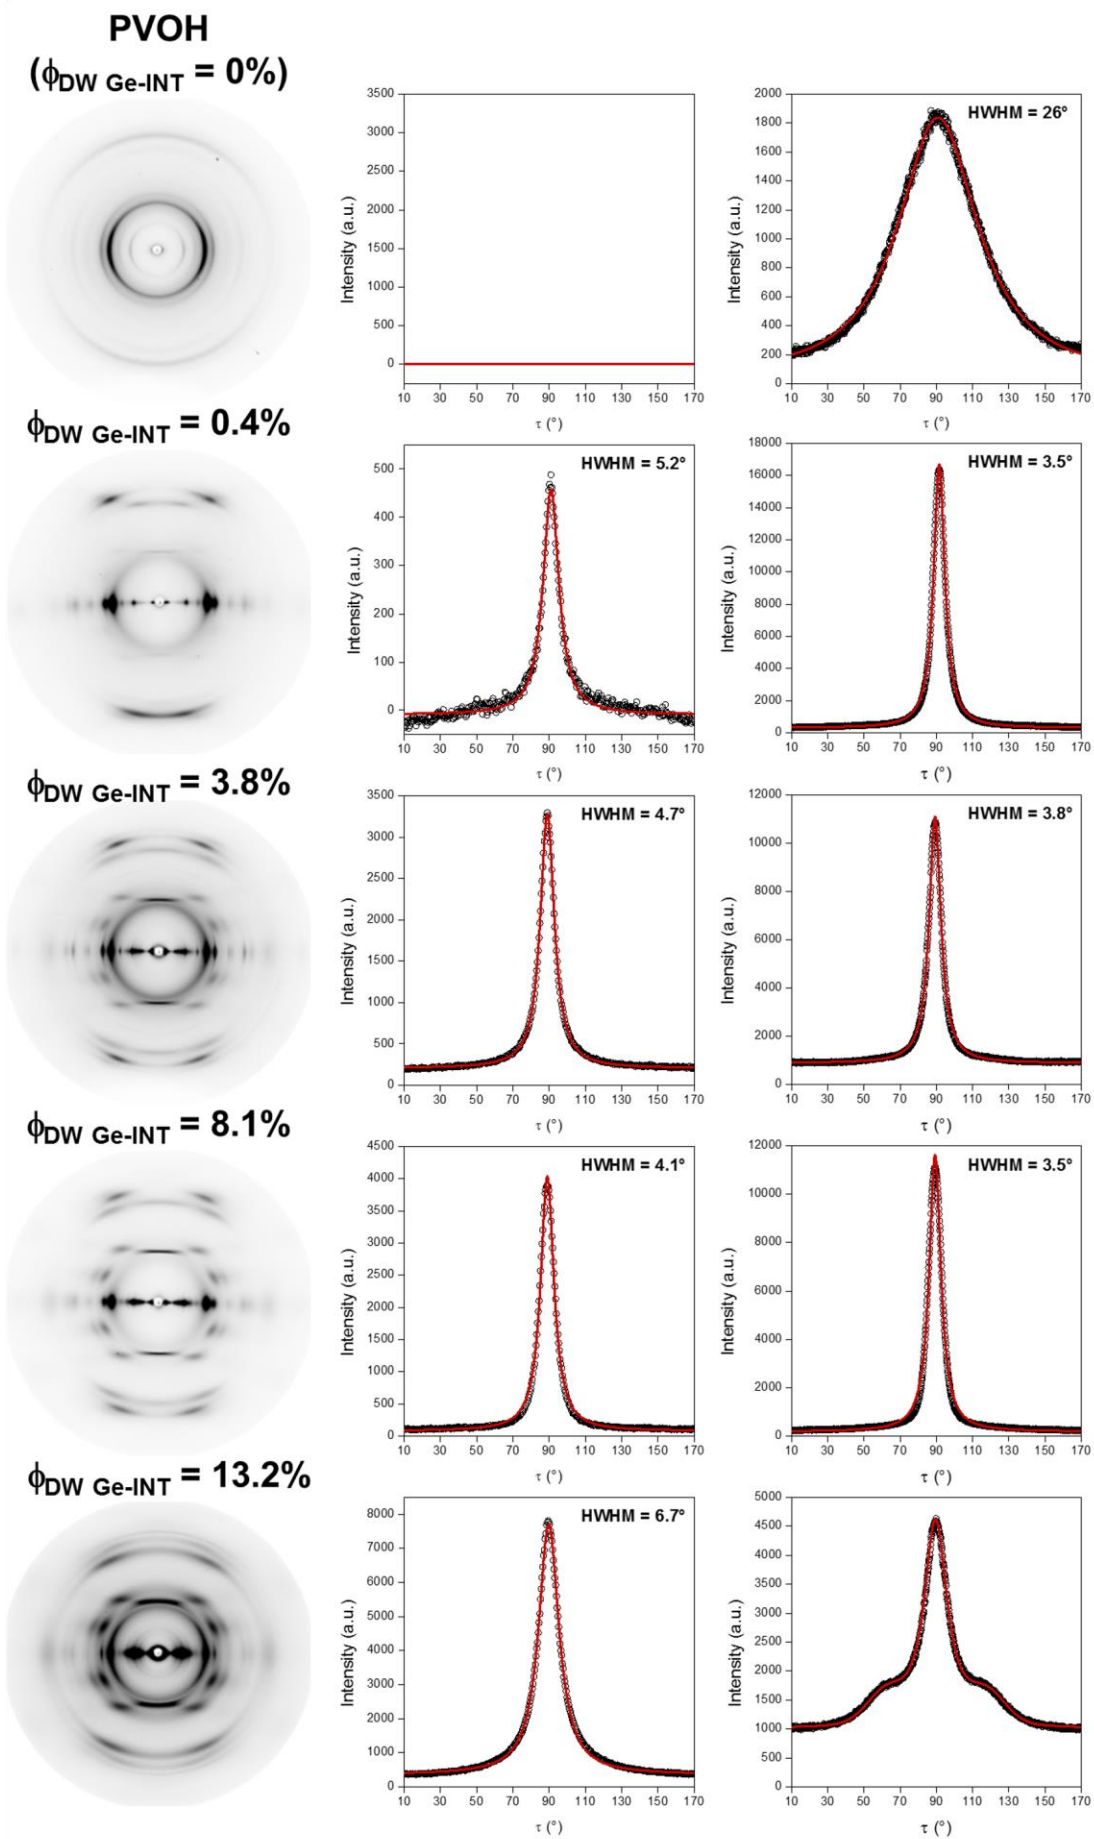 PVOH
(ϕDW Ge-INT = 0%)
3500
3000
2500
2000
1500
1000
500
0
Intensity (a.u.)
10 30 50 70 90 110 130 150 170
τ (°)
HWHM = 26°
2000
1800
1600
1400
1200
1000
800
600
400
200
0
Intensity (a.u.)
10 30 50 70 90 110 130 150 170
τ (°)
ϕDW Ge-INT = 0.4%
HWHM = 5.2°
500
400
300
200
100
0
Intensity (a.u.)
10 30 50 70 90 110 130 150 170
τ (°)
HWHM = 3.5°
18000
16000
14000
12000
10000
8000
6000
4000
2000
0
Intensity (a.u.)
10 30 50 70 90 110 130 150 170
τ (°)
ϕDW Ge-INT = 3.8%
HWHM = 4.7°
3500
3000
2500
2000
1500
1000
500
0
Intensity (a.u.)
10 30 50 70 90 110 130 150 170
τ (°)
HWHM = 3.8°
12000
10000
8000
6000
4000
2000
0
Intensity (a.u.)
10 30 50 70 90 110 130 150 170
τ (°)
ϕDW Ge-INT = 8.1%
HWHM = 4.1°
4500
4000
3500
3000
2500
2000
1500
1000
500
0
Intensity (a.u.)
10 30 50 70 90 110 130 150 170
τ (°)
HWHM = 3.5°
12000
10000
8000
6000
4000
2000
0
Intensity (a.u.)
10 30 50 70 90 110 130 150 170
τ (°)
ϕDW Ge-INT = 13.2%
HWHM = 6.7°
8000
7000
6000
5000
4000
3000
2000
1000
0
Intensity (a.u.)
10 30 50 70 90 110 130 150 170
τ (°)
5000
4500
4000
3500
3000
2500
2000
1500
1000
500
0
Intensity (a.u.)
10 30 50 70 90 110 130 150 170
τ (°)